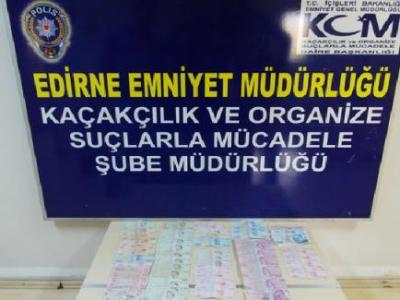 POLİS
T.C. İÇİŞLERİ BAKANLIĞI
EMNİYET GENEL MÜDÜRLÜĞÜ
KOM
KAÇAKÇILIK ve ORGANİZE
SUÇLARLA MÜCADELE
DAİRE BAŞKANLIĞI
EDİRNE EMNİYET MÜDÜRLÜĞÜ
KAÇAKÇILIK VE ORGANİZE
SUÇLARLA MÜCADELE
ŞUBE MÜDÜRLÜĞÜ